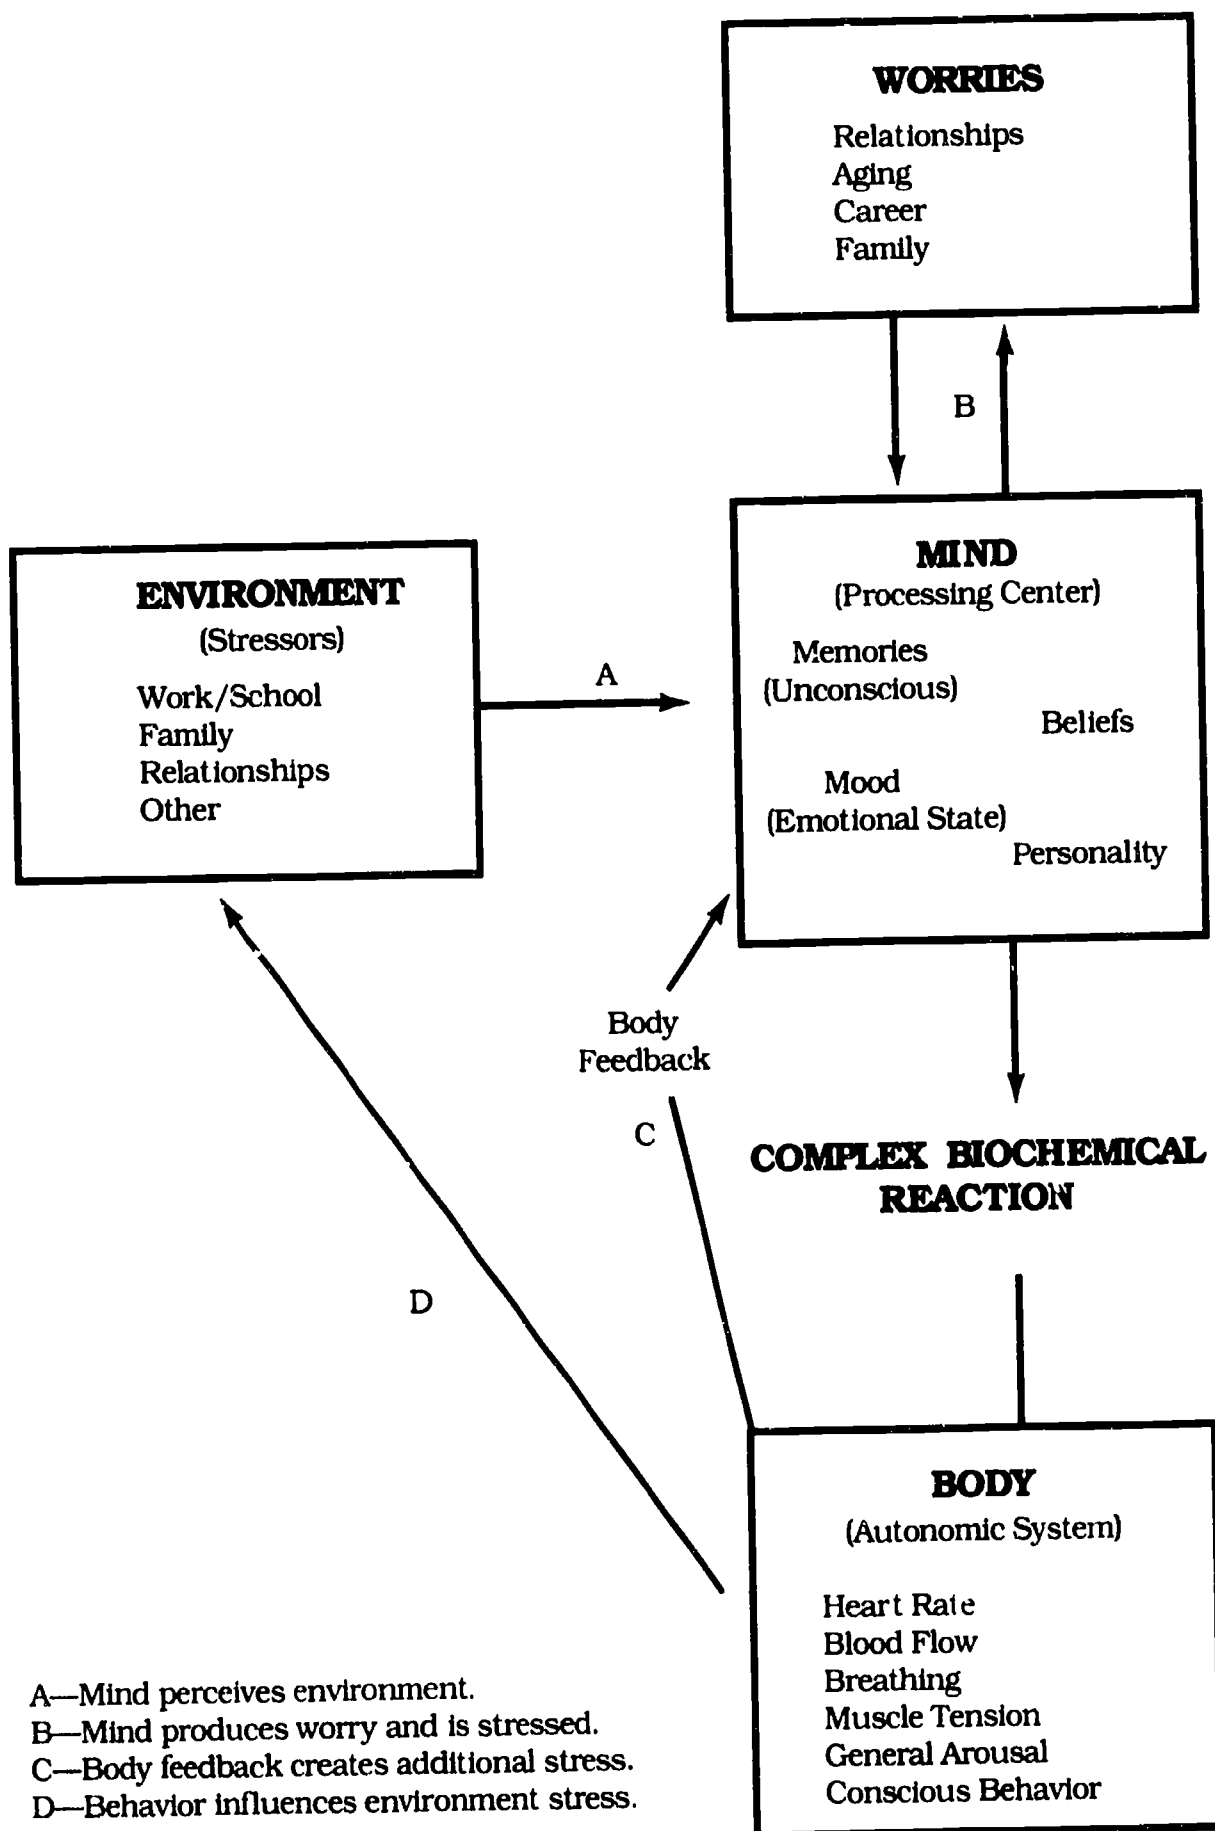 WORRIES
Relationships
Aging
Career
Family
B
MIND
(Processing Center)
Memories
(Unconscious)
Beliefs
Mood
(Emotional State)
Personality
ENVIRONMENT
(Stressors)
Work/School
Family
Relationships
Other
A
Body
Feedback
C
COMPLEX BIOCHEMICAL
REACTION
D
BODY
(Autonomic System)
Heart Rate
Blood Flow
Breathing
Muscle Tension
General Arousal
Conscious Behavior
A—Mind perceives environment.
B—Mind produces worry and is stressed.
C—Body feedback creates additional stress.
D—Behavior influences environment stress.